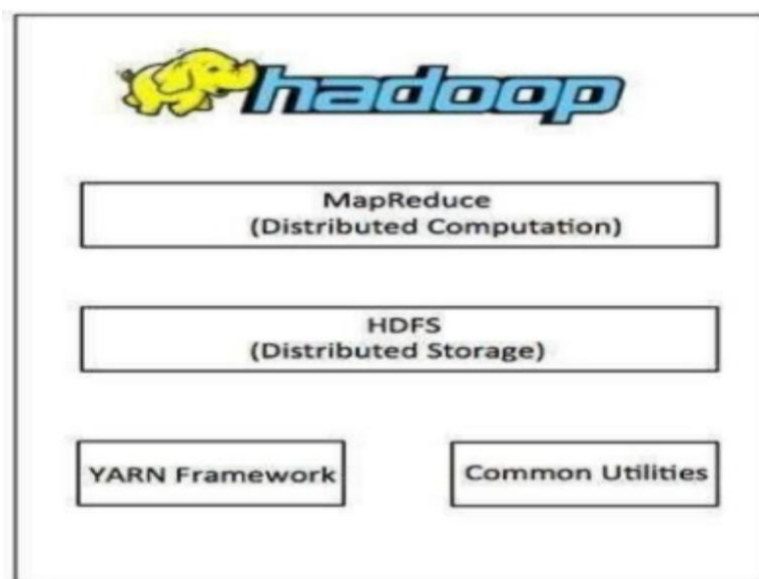 hadoop
MapReduce
(Distributed Computation)
HDFS
(Distributed Storage)
YARN Framework
Common Utilities